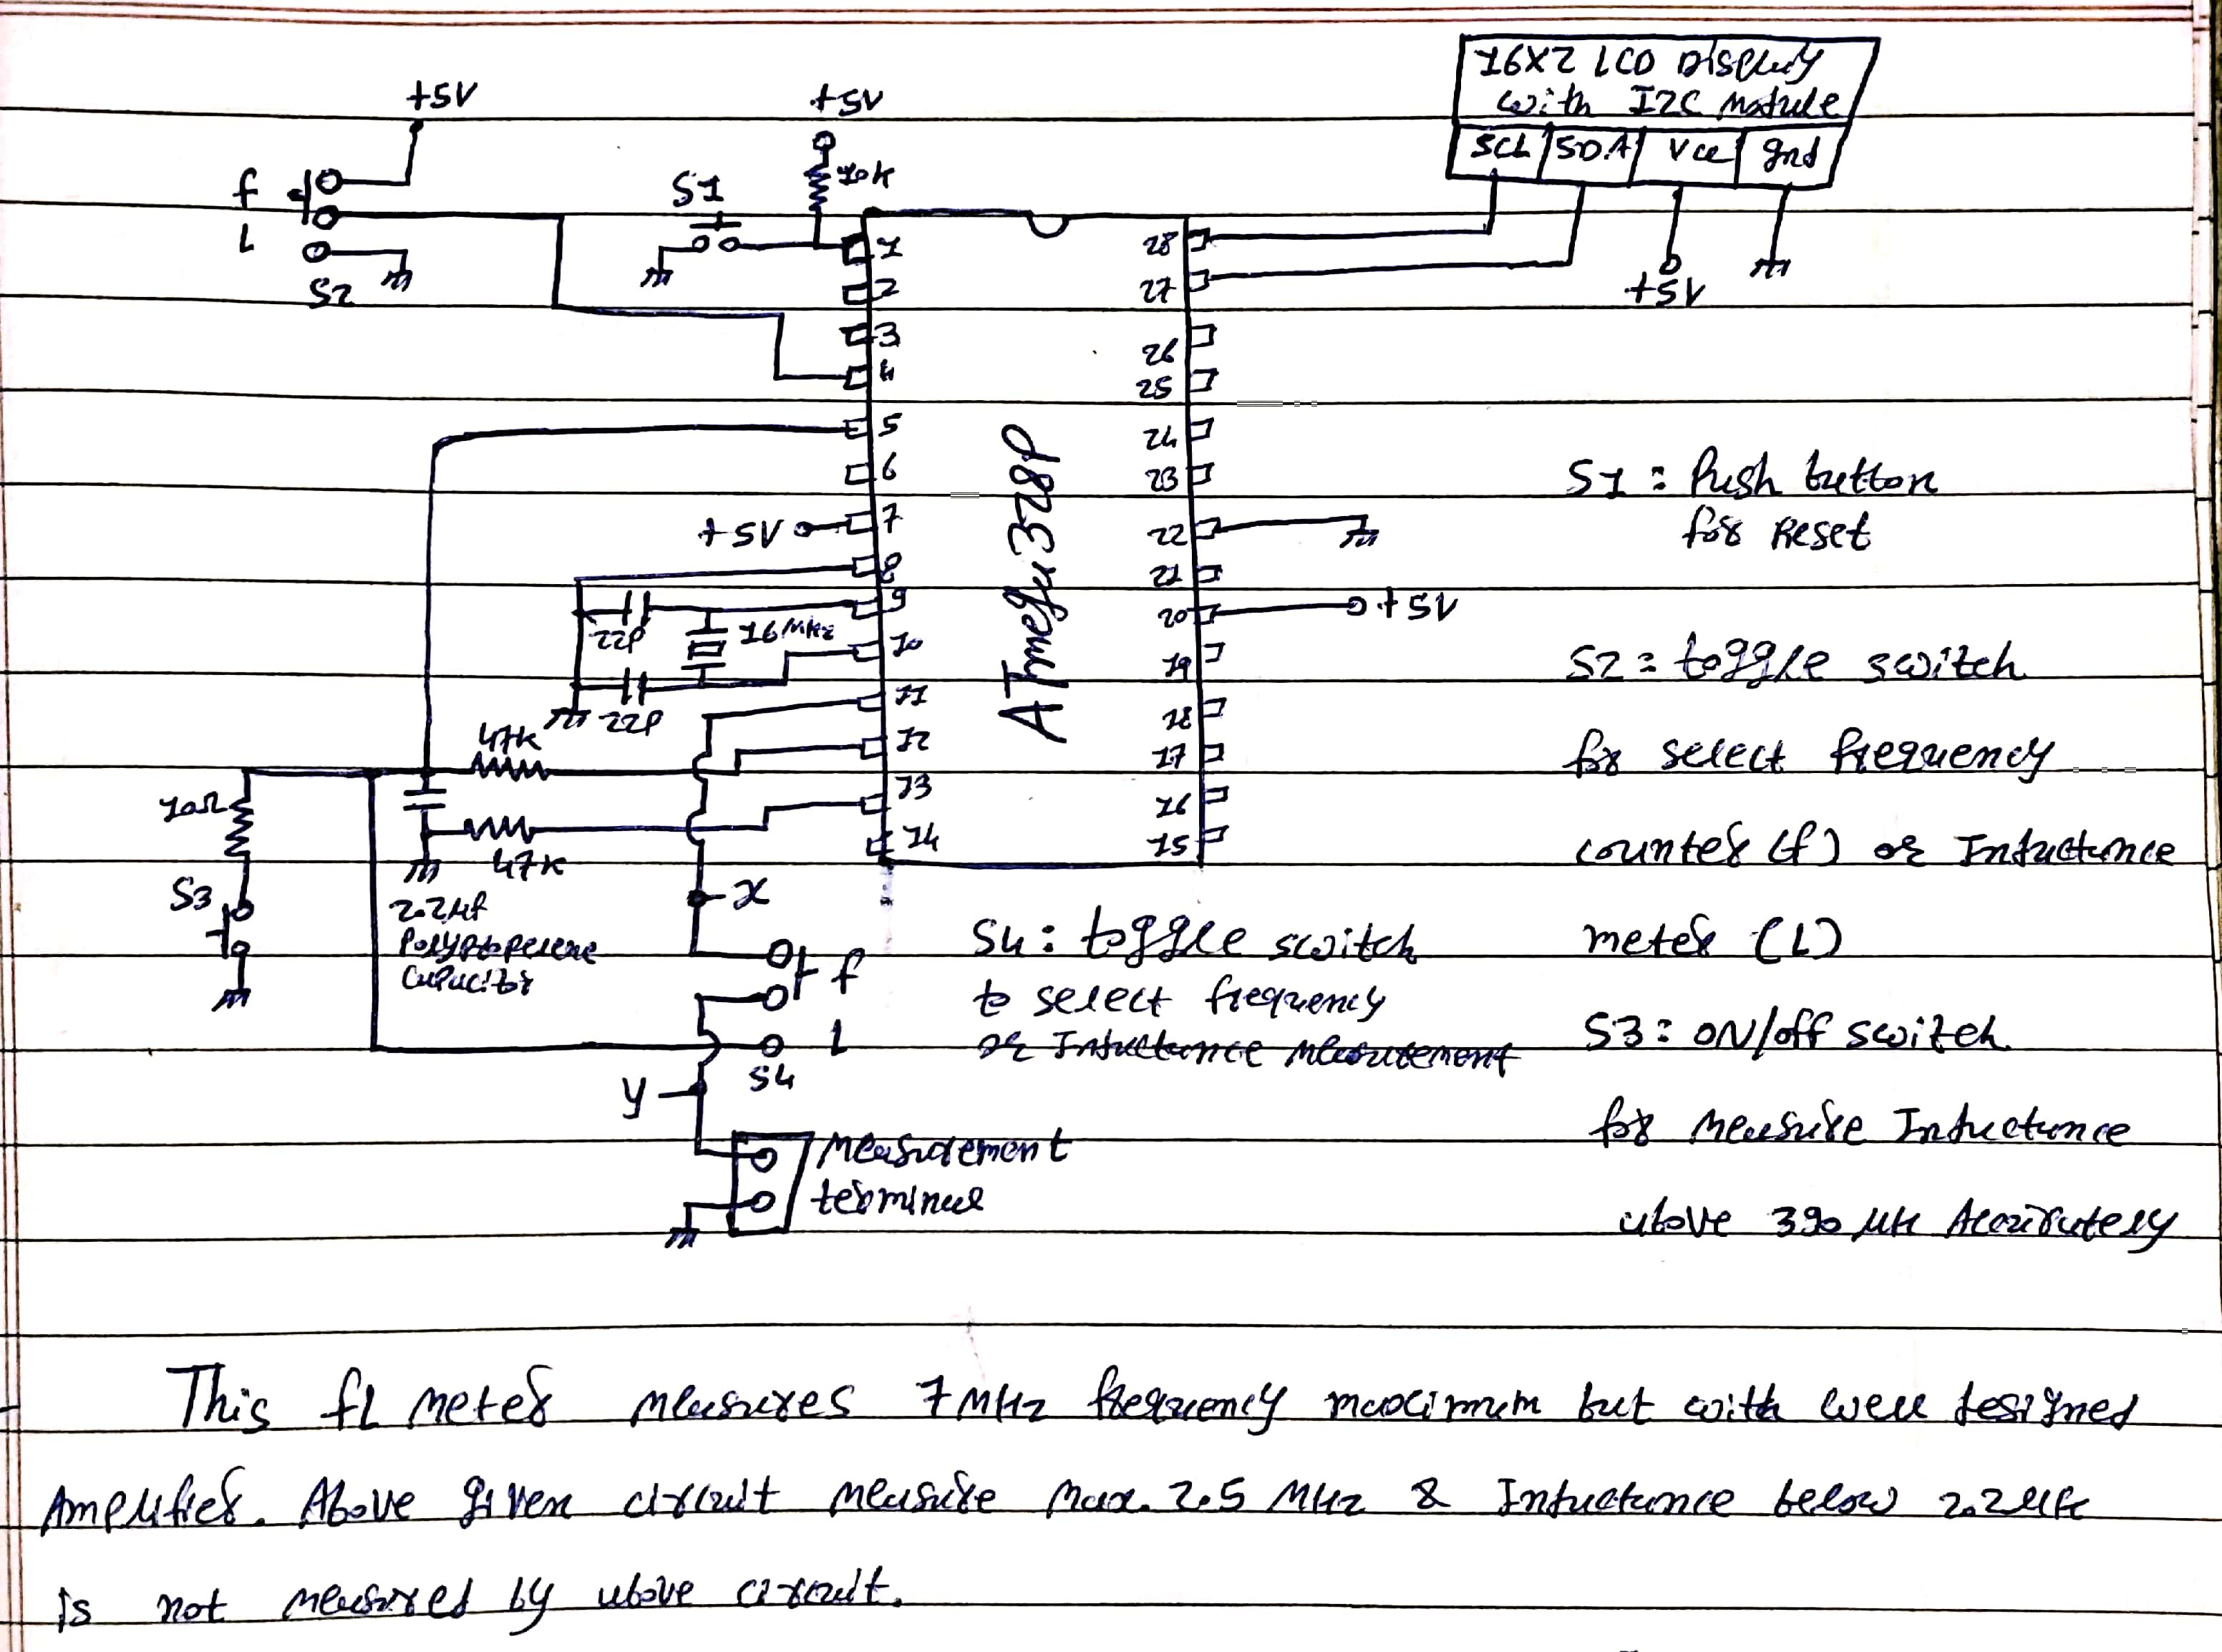 16X2 LCD Display
with I2C Module
SCL SDA Vcc gnd
+5V
+5V
10K
f
L
S2
S1
+5V
1
2
3
4
5
6
7
8
9
10
11
12
13
14
28
27
26
25
24
23
22
21
20
19
18
17
16
15
ATmega328P
+5V
+5V
22P
16MHz
22P
47K
47K
10Ω
S3
2.2µf
Polypropelene
Capacitor
x
f
L
S4
y
Measurement
terminal
S1 : Push button
for Reset
S2 : toggle switch
for select frequency
counter (f) or Inductance
meter (L)
S3 : ON/off switch
for measure Inductance
above 390 µH Accurately
S4 : toggle switch
to select frequency
or Inductance Measurement
This fL meter measures 7 MHz frequency maximum but with well designed
Amplifier. Above given circuit measure max. 2.5 MHz & Inductance below 2.2µH
is not measured by above circuit.